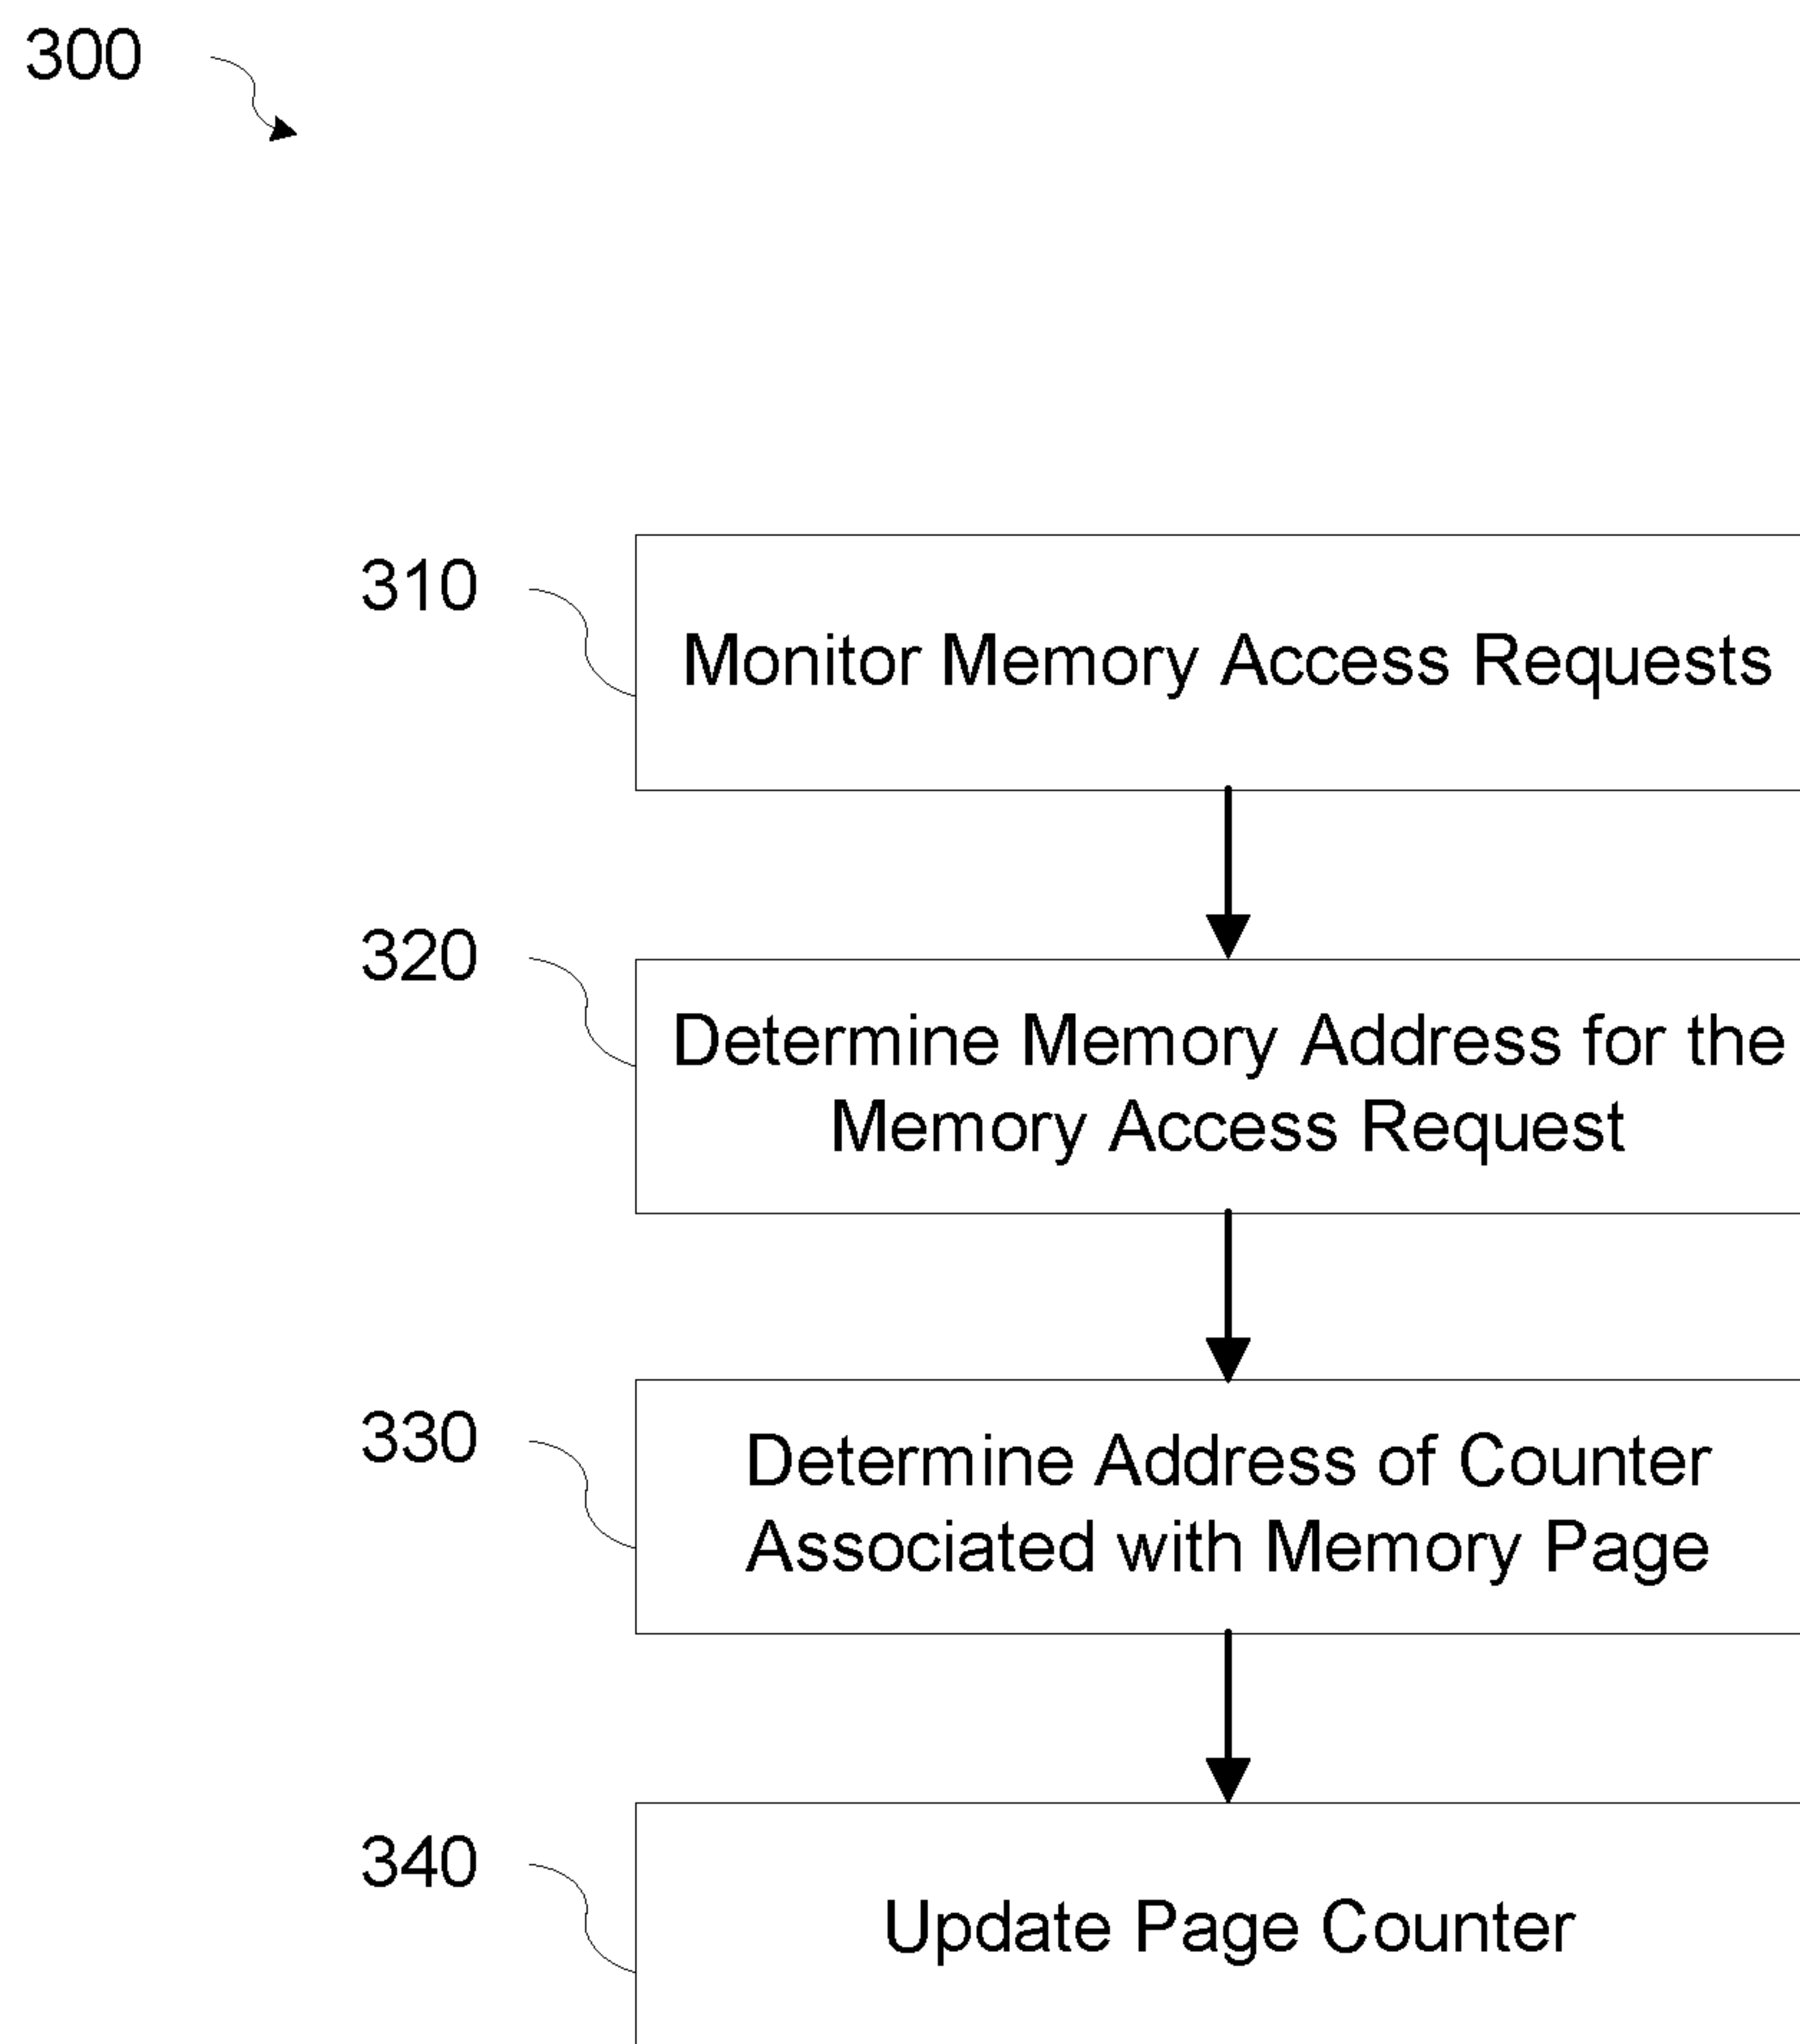 300
310
Monitor Memory Access Requests
320
Determine Memory Address for the
Memory Access Request
330
Determine Address of Counter
Associated with Memory Page
340
Update Page Counter